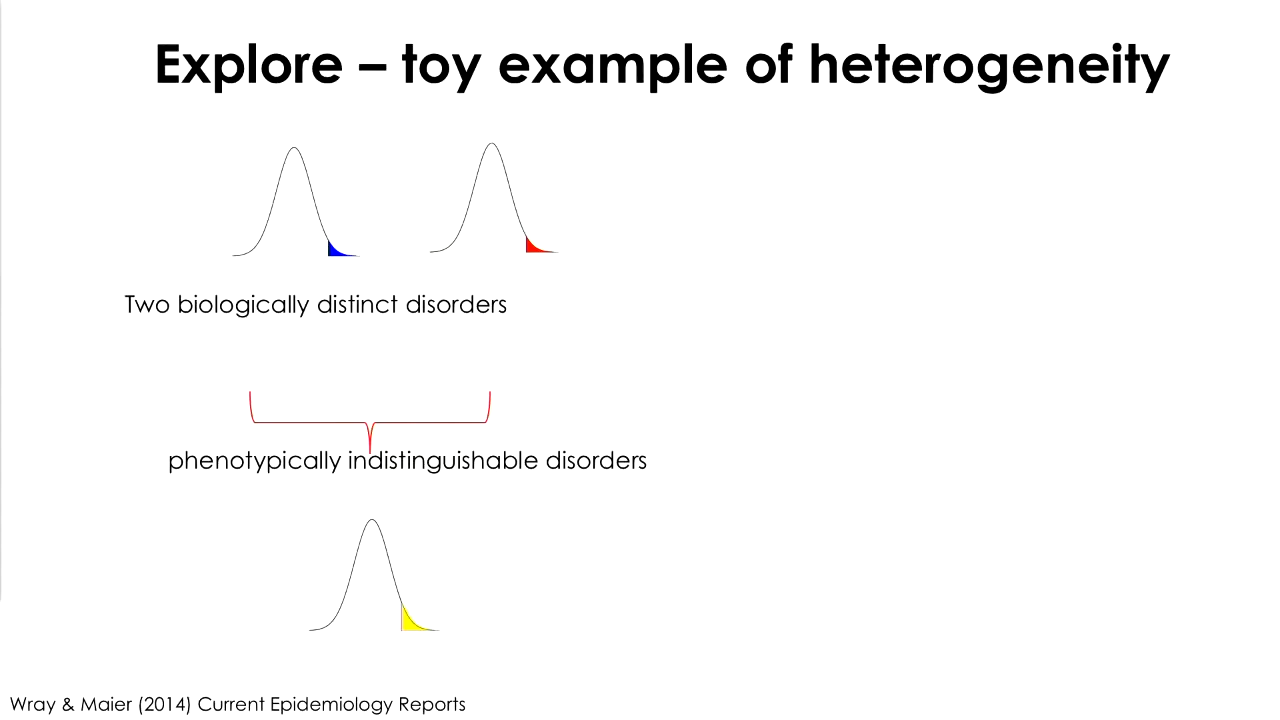 Explore – toy example of heterogeneity
Two biologically distinct disorders
phenotypically indistinguishable disorders
Wray & Maier (2014) Current Epidemiology Reports